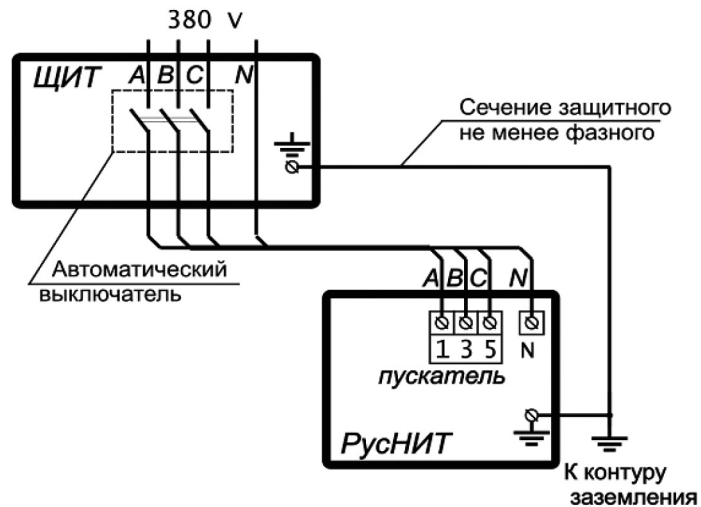 380 V
ЩИТ
A B C N
Сечение защитного
не менее фазного
Автоматический
выключатель
A B C N
1 3 5 N
пускатель
РусНИТ
К контуру
заземления